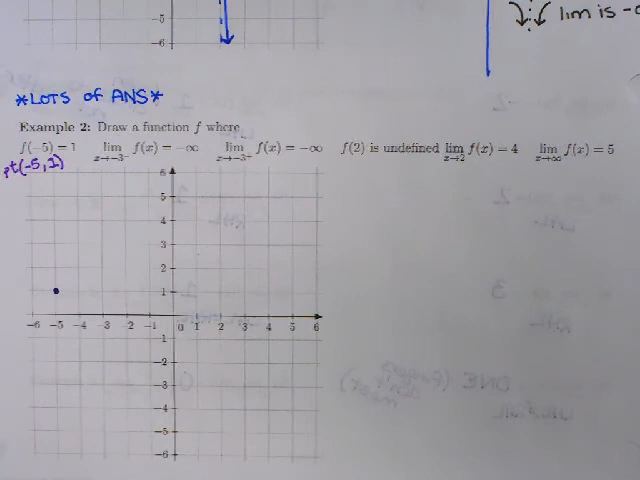 -5
-6
lim is -
*LOTS of ANS*
Example 2: Draw a function f where
f(-5) = 1 lim x→-3⁻ f(x) = -∞ lim x→-3⁺ f(x) = -∞ f(2) is undefined lim x→2 f(x) = 4 lim x→∞ f(x) = 5
pt(-5,1)
6
5
4
3
2
1
-6 -5 -4 -3 -2 -1 0 1 2 3 4 5 6
1
-2
-3
-4
-5
-6